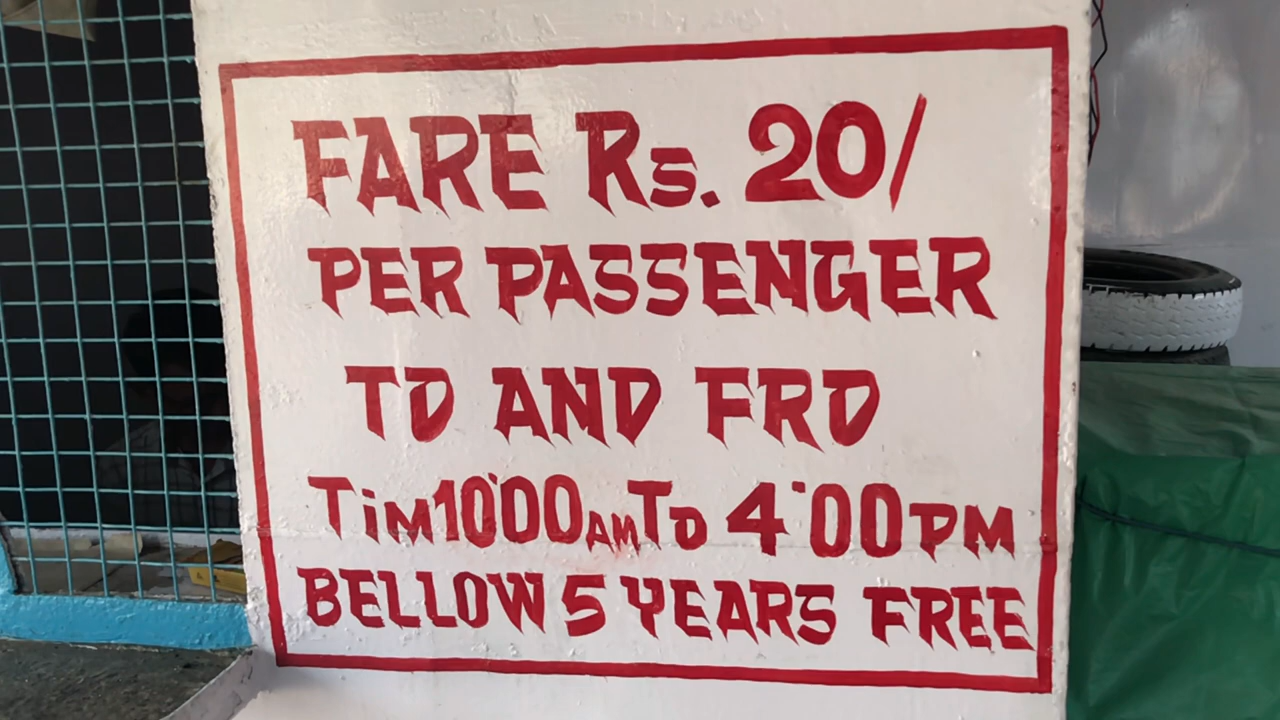 FARE Rs. 20/
PER PASSENGER
TO AND FRO
TiM 10:00 AM To 4:00 PM
BELLOW 5 YEARS FREE